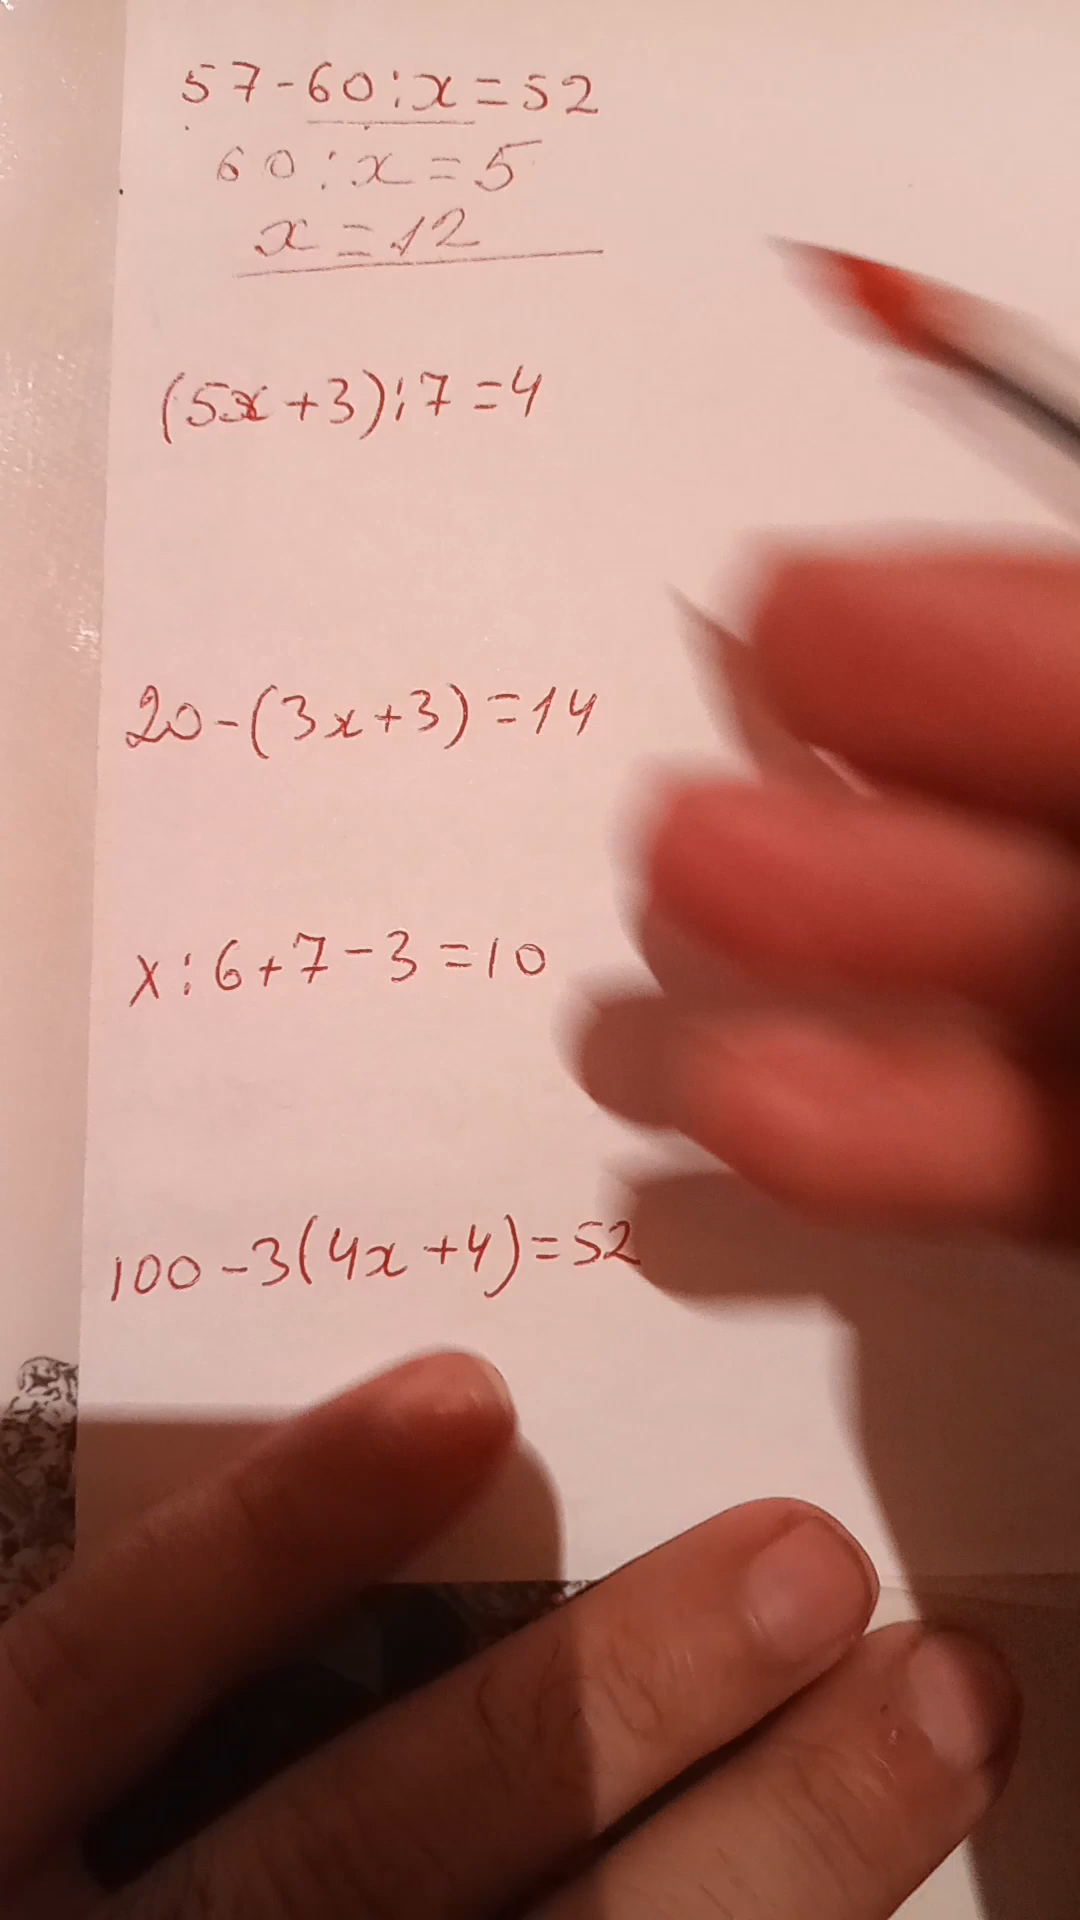 57-60:x=52
60:x=5
x=12
(5x+3):7=4
20-(3x+3)=14
x:6+7-3=10
100-3(4x+4)=52